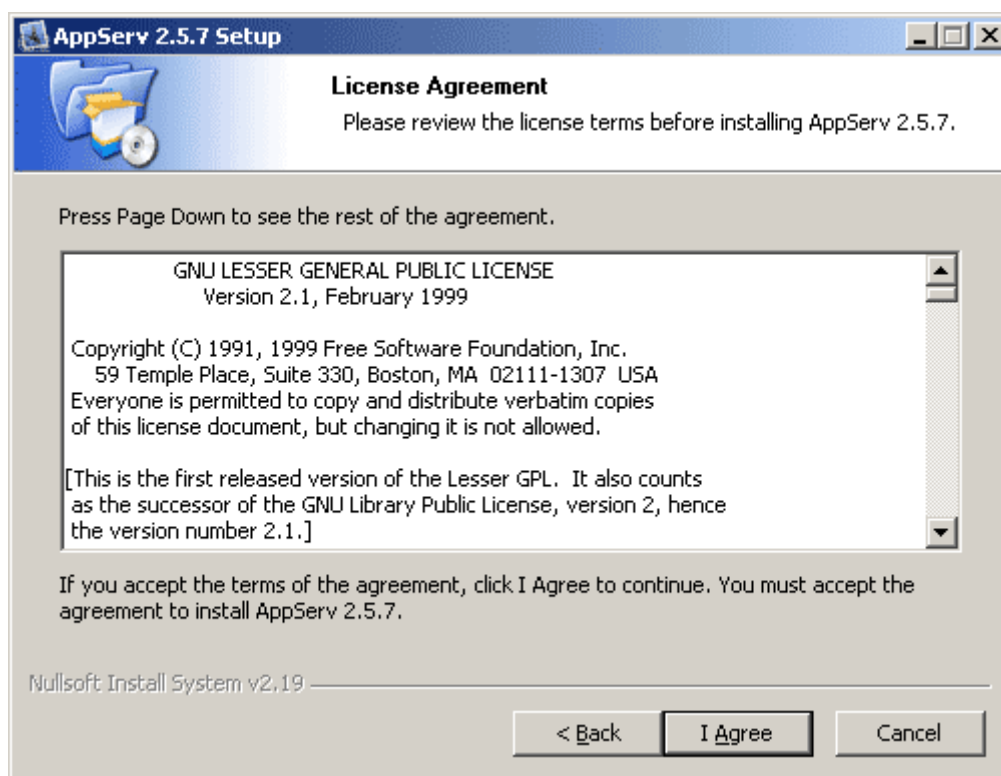 AppServ 2.5.7 Setup
License Agreement
Please review the license terms before installing AppServ 2.5.7.
Press Page Down to see the rest of the agreement.
GNU LESSER GENERAL PUBLIC LICENSE
Version 2.1, February 1999
Copyright (C) 1991, 1999 Free Software Foundation, Inc.
59 Temple Place, Suite 330, Boston, MA  02111-1307  USA
Everyone is permitted to copy and distribute verbatim copies
of this license document, but changing it is not allowed.
[This is the first released version of the Lesser GPL.  It also counts
as the successor of the GNU Library Public License, version 2, hence
the version number 2.1.]
If you accept the terms of the agreement, click I Agree to continue. You must accept the
agreement to install AppServ 2.5.7.
Nullsoft Install System v2.19
< Back
I Agree
Cancel